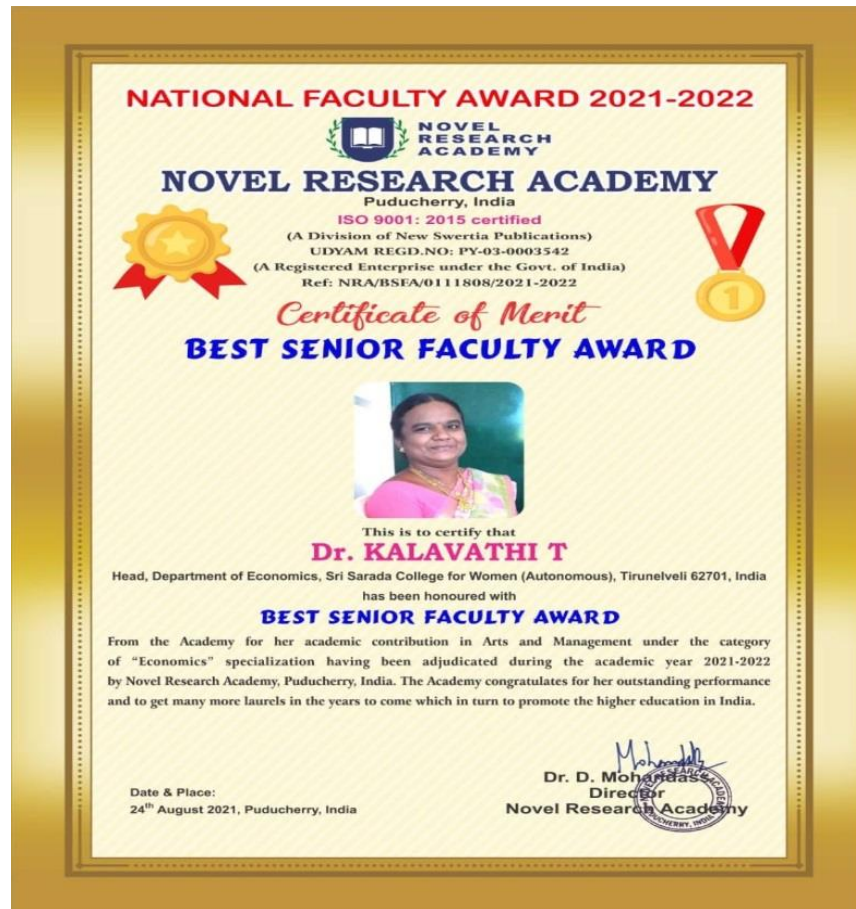 NATIONAL FACULTY AWARD 2021-2022
NOVEL
RESEARCH
ACADEMY
NOVEL RESEARCH ACADEMY
Puducherry, India
ISO 9001: 2015 certified
(A Division of New Swertia Publications)
UDYAM REGD.NO: PY-03-0003542
(A Registered Enterprise under the Govt. of India)
Ref: NRA/BSFA/0111808/2021-2022
1
Certificate of Merit
BEST SENIOR FACULTY AWARD
This is to certify that
Dr. KALAVATHI T
Head, Department of Economics, Sri Sarada College for Women (Autonomous), Tirunelveli 62701, India
has been honoured with
BEST SENIOR FACULTY AWARD
From the Academy for her academic contribution in Arts and Management under the category
of “Economics” specialization having been adjudicated during the academic year 2021-2022
by Novel Research Academy, Puducherry, India. The Academy congratulates for her outstanding performance
and to get many more laurels in the years to come which in turn to promote the higher education in India.
Dr. D. Mohandass
Director
Novel Research Academy
NOVEL RESEARCH ACADEMY
PUDUCHERRY, INDIA
Date & Place:
24th August 2021, Puducherry, India